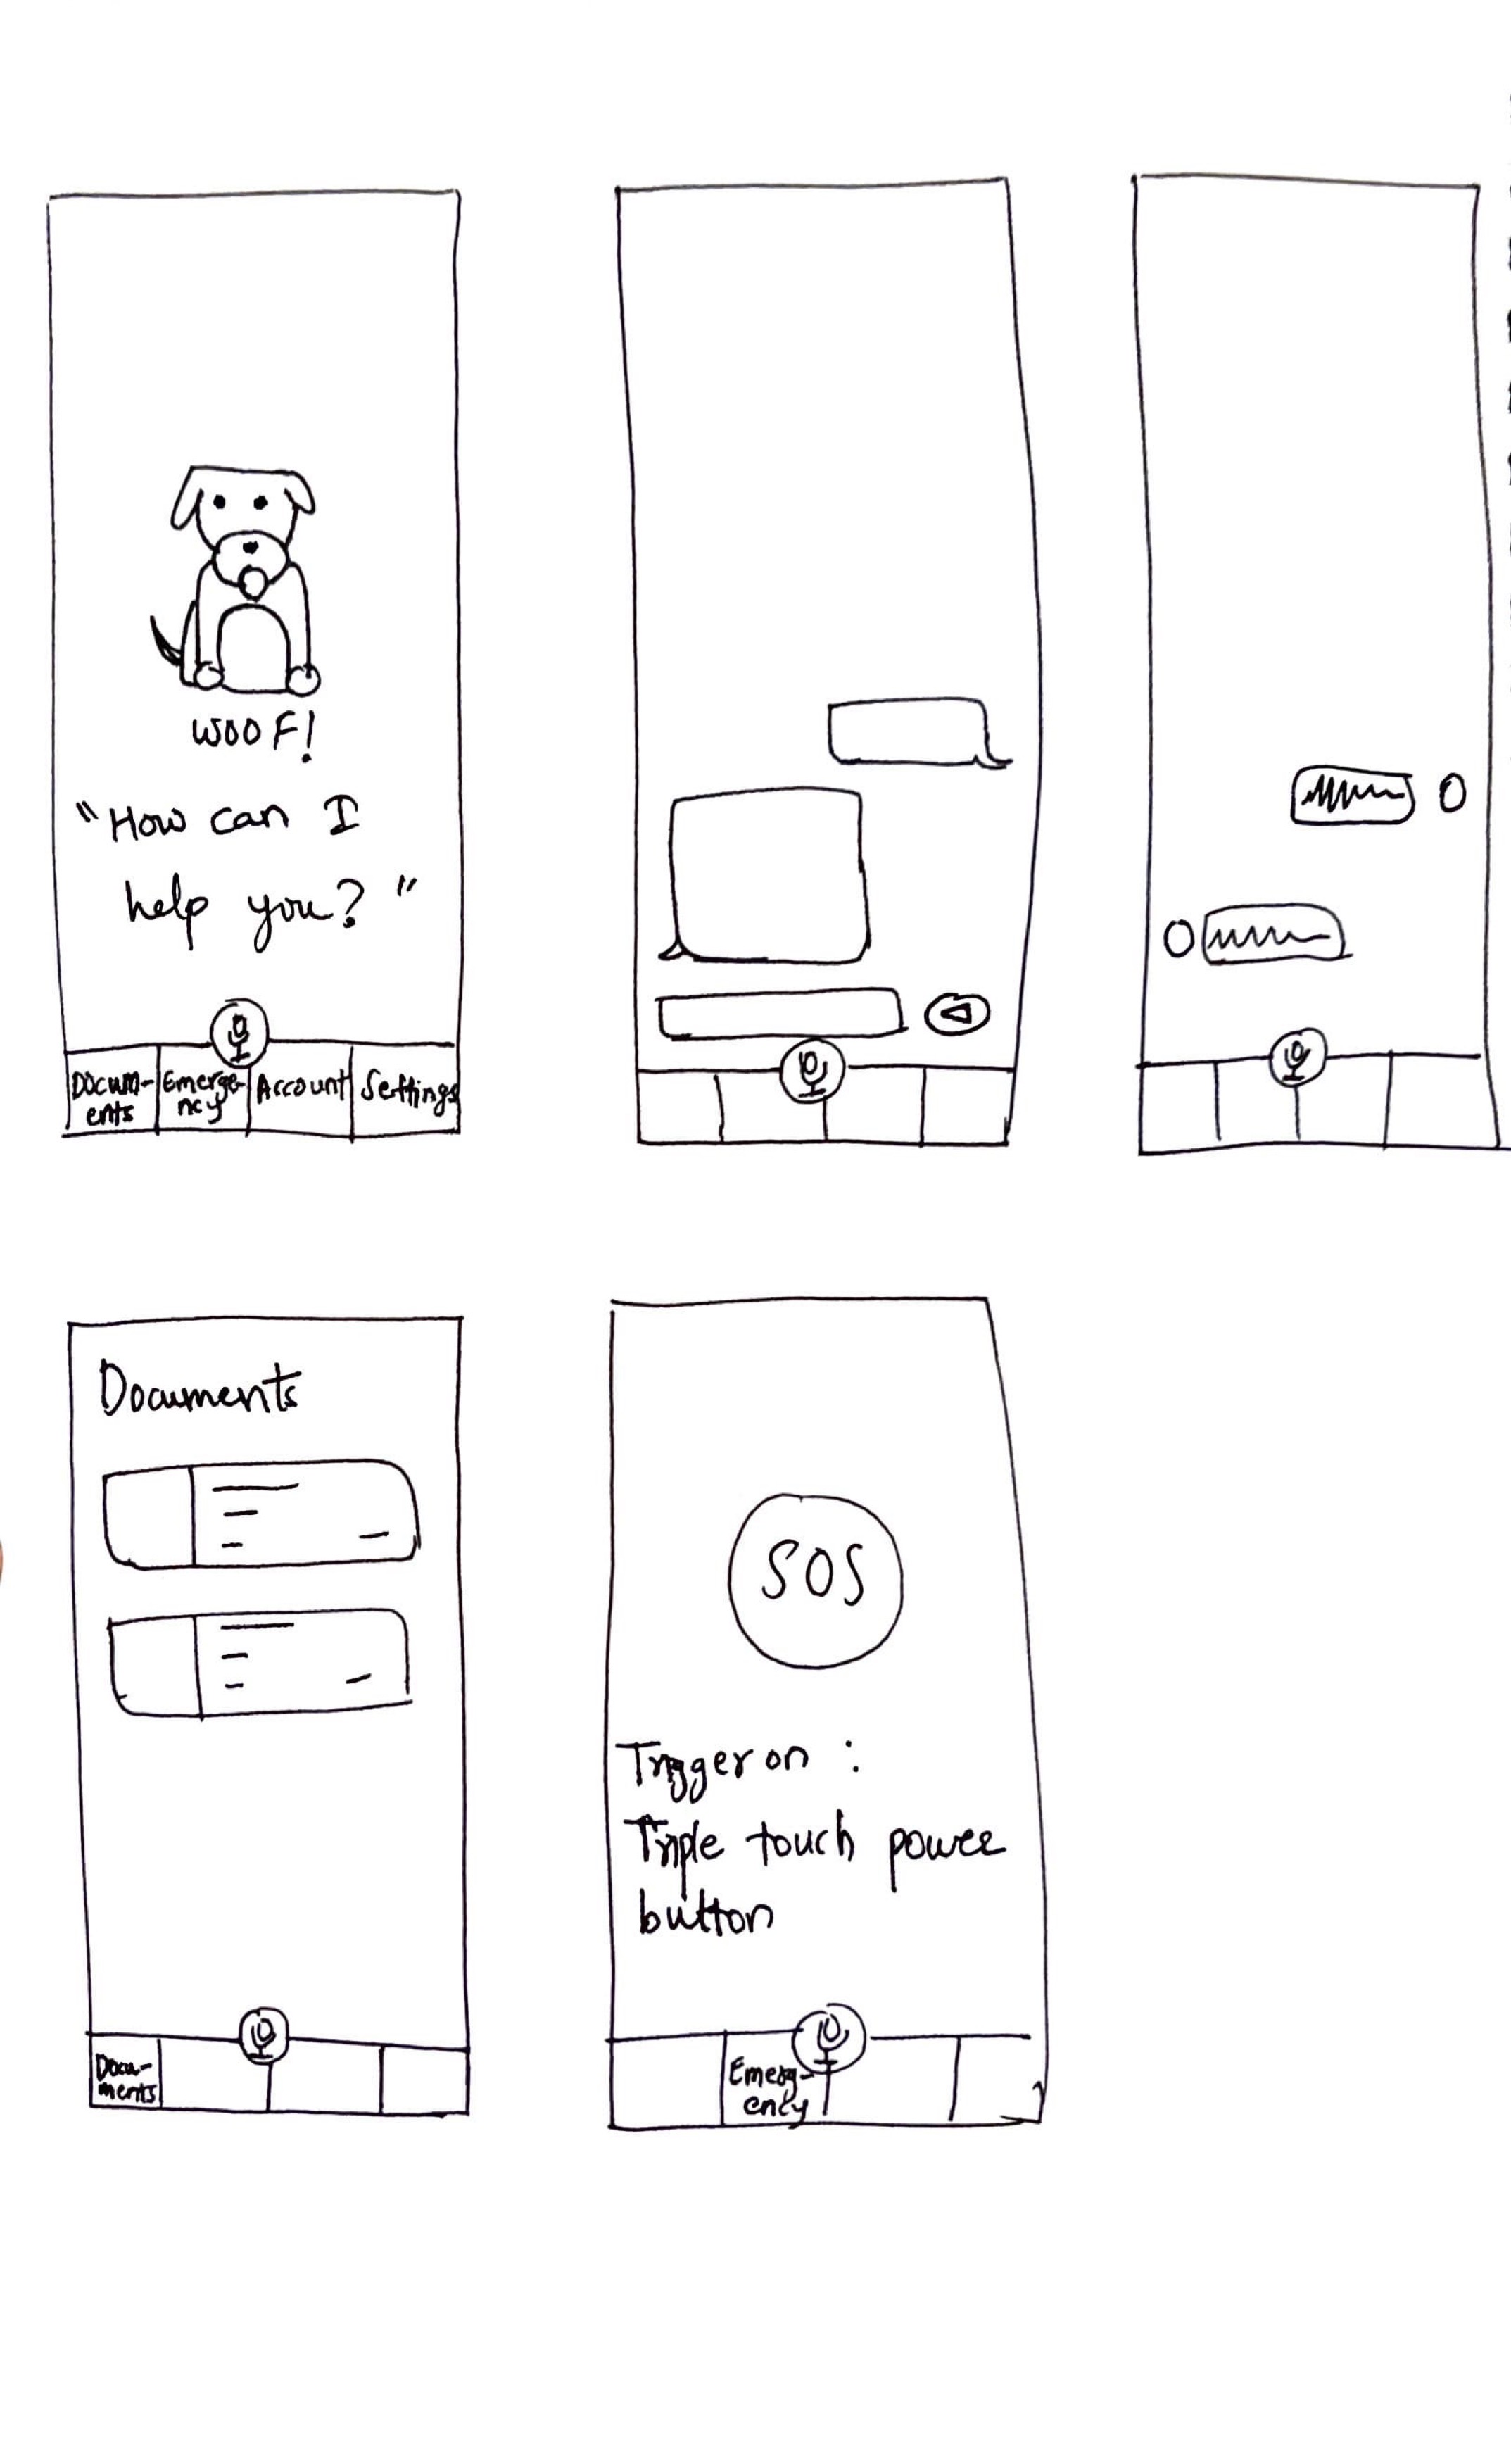 WOOF!
"How can I
help you?"
Docum-
ents
Emerge-
ncy
Account
Settings
Documents
Docu-
ments
SOS
Trigger on :
Triple touch power
button
Emerg-
ency